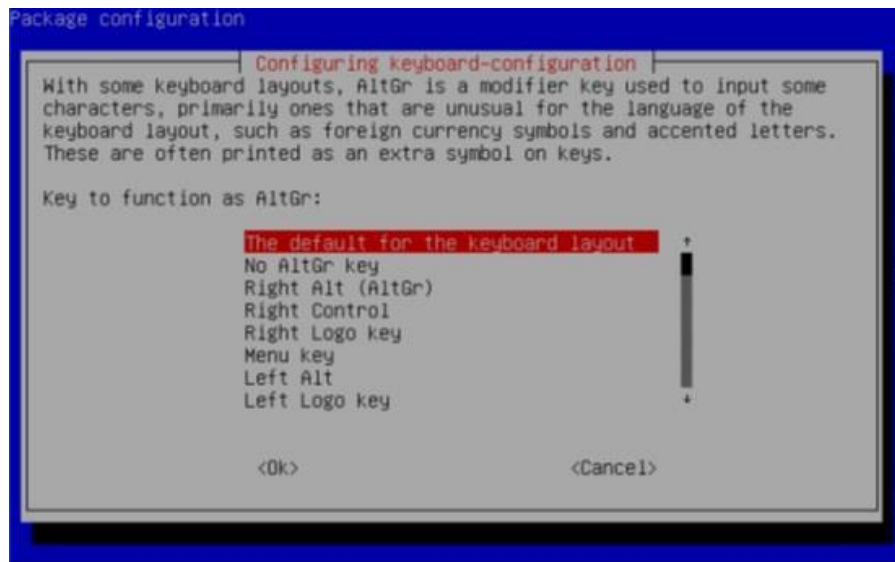 Package configuration
Configuring keyboard-configuration
With some keyboard layouts, AltGr is a modifier key used to input some
characters, primarily ones that are unusual for the language of the
keyboard layout, such as foreign currency symbols and accented letters.
These are often printed as an extra symbol on keys.
Key to function as AltGr:
The default for the keyboard layout
No AltGr key
Right Alt (AltGr)
Right Control
Right Logo key
Menu key
Left Alt
Left Logo key
<Ok>
<Cancel>